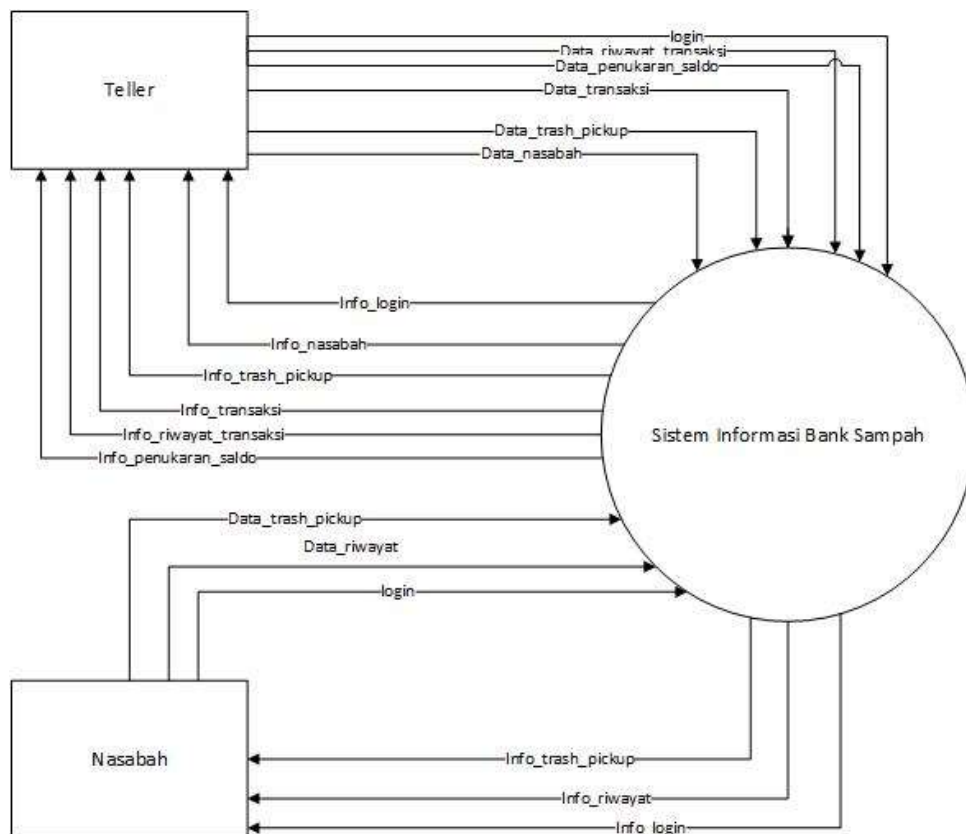 login
Data_riwayat_transaksi
Data_penukaran_saldo
Teller
Data_transaksi
Data_trash_pickup
Data_nasabah
Info_login
Info_nasabah
Info_trash_pickup
Info_transaksi
Info_riwayat_transaksi
Info_penukaran_saldo
Sistem Informasi Bank Sampah
Data_trash_pickup
Data_riwayat
login
Nasabah
Info_trash_pickup
Info_riwayat
Info_login